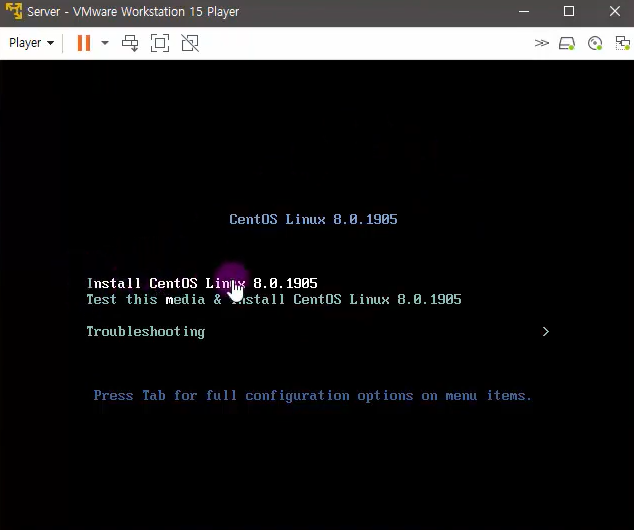 Server - VMware Workstation 15 Player
Player
CentOS Linux 8.0.1905
Install CentOS Linux 8.0.1905
Test this media & install CentOS Linux 8.0.1905
Troubleshooting >
Press Tab for full configuration options on menu items.